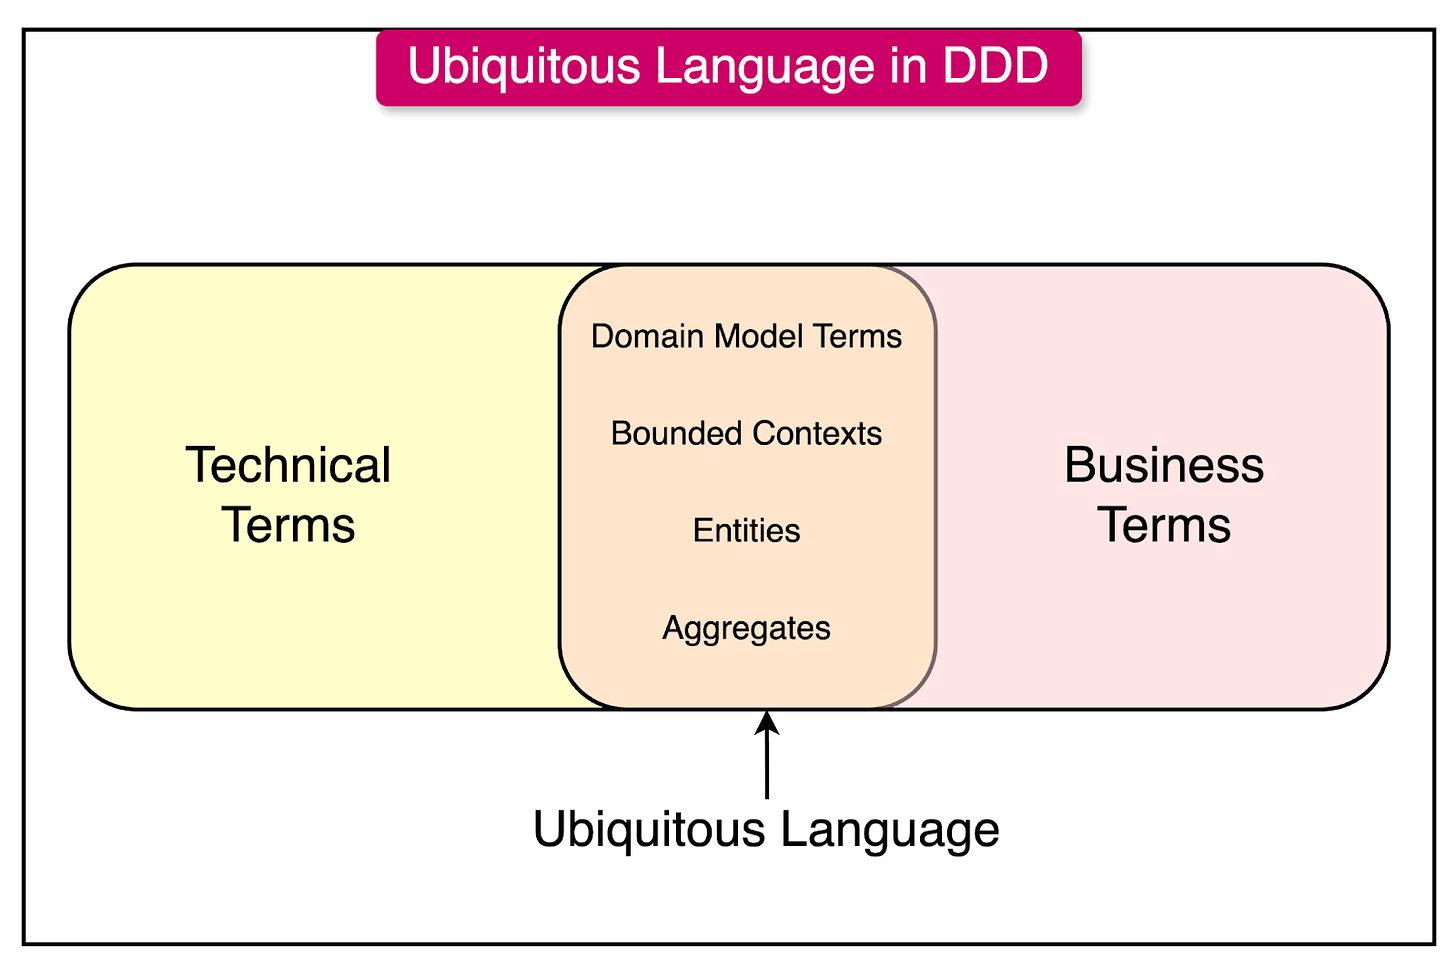 Ubiquitous Language in DDD
Technical
Terms
Domain Model Terms
Bounded Contexts
Entities
Aggregates
Business
Terms
Ubiquitous Language